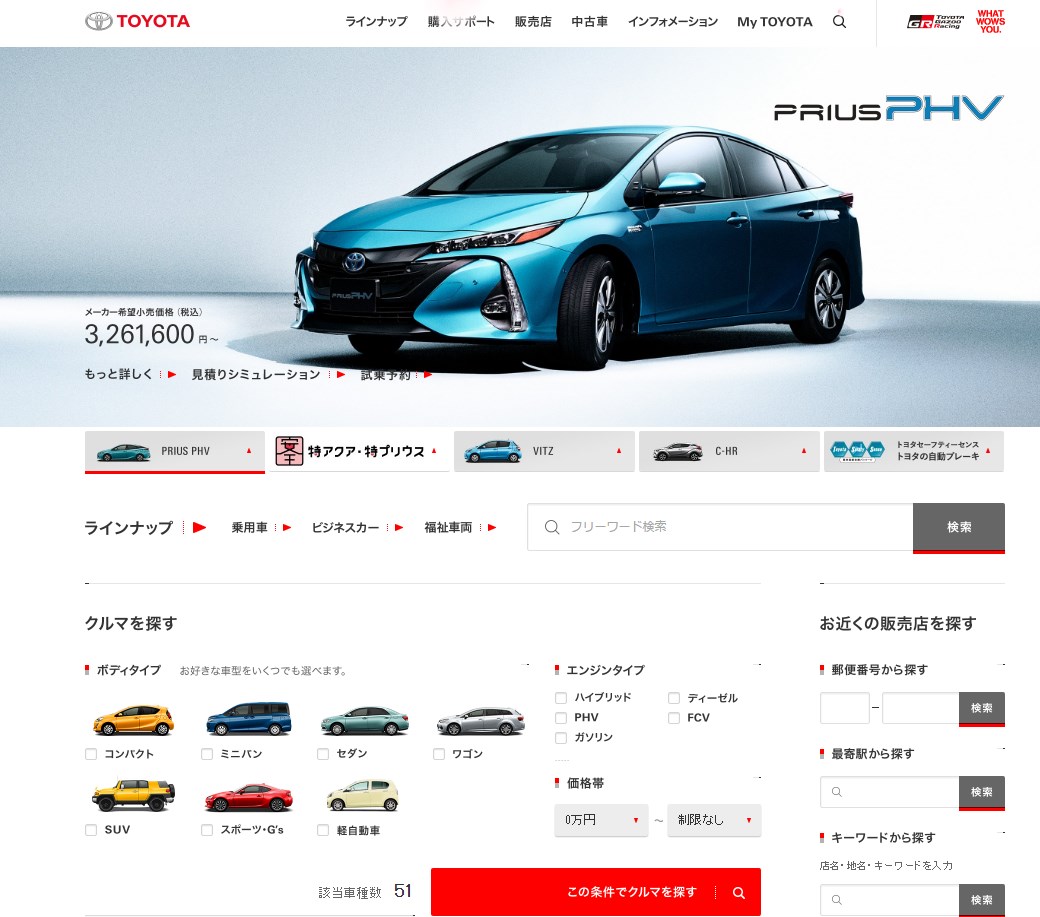 TOYOTA
ラインナップ 購入サポート 販売店 中古車 インフォメーション My TOYOTA
GR TOYOTA GAZOO Racing
WHAT WOWS YOU.
PRIUS PHV
PRIUS PHV
メーカー希望小売価格（税込）
3,261,600 円～
もっと詳しく 見積りシミュレーション 試乗予約
PRIUS PHV
特アクア・特プリウス
VITZ
C-HR
トヨタセーフティーセンス
トヨタの自動ブレーキ
ラインナップ 乗用車 ビジネスカー 福祉車両
フリーワード検索 検索
クルマを探す
ボディタイプ お好きな車型をいくつでも選べます。
コンパクト ミニバン セダン ワゴン
SUV スポーツ・G's 軽自動車
エンジンタイプ
ハイブリッド ディーゼル
PHV FCV
ガソリン
価格帯
0万円 ～ 制限なし
該当車種数 51
この条件でクルマを探す
お近くの販売店を探す
郵便番号から探す
– 検索
最寄駅から探す
検索
キーワードから探す
店名・地名・キーワードを入力
検索